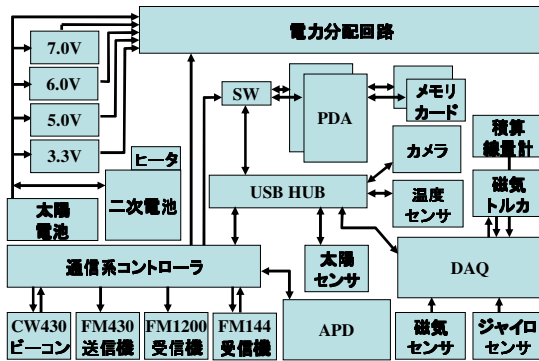 電力分配回路
7.0V
6.0V
5.0V
3.3V
SW
PDA
メモリ
カード
カメラ
積算
線量計
ヒータ
二次電池
太陽
電池
USB HUB
温度
センサ
磁気
トルカ
通信系コントローラ
太陽
センサ
DAQ
CW430
ビーコン
FM430
送信機
FM1200
受信機
FM144
受信機
APD
磁気
センサ
ジャイロ
センサ